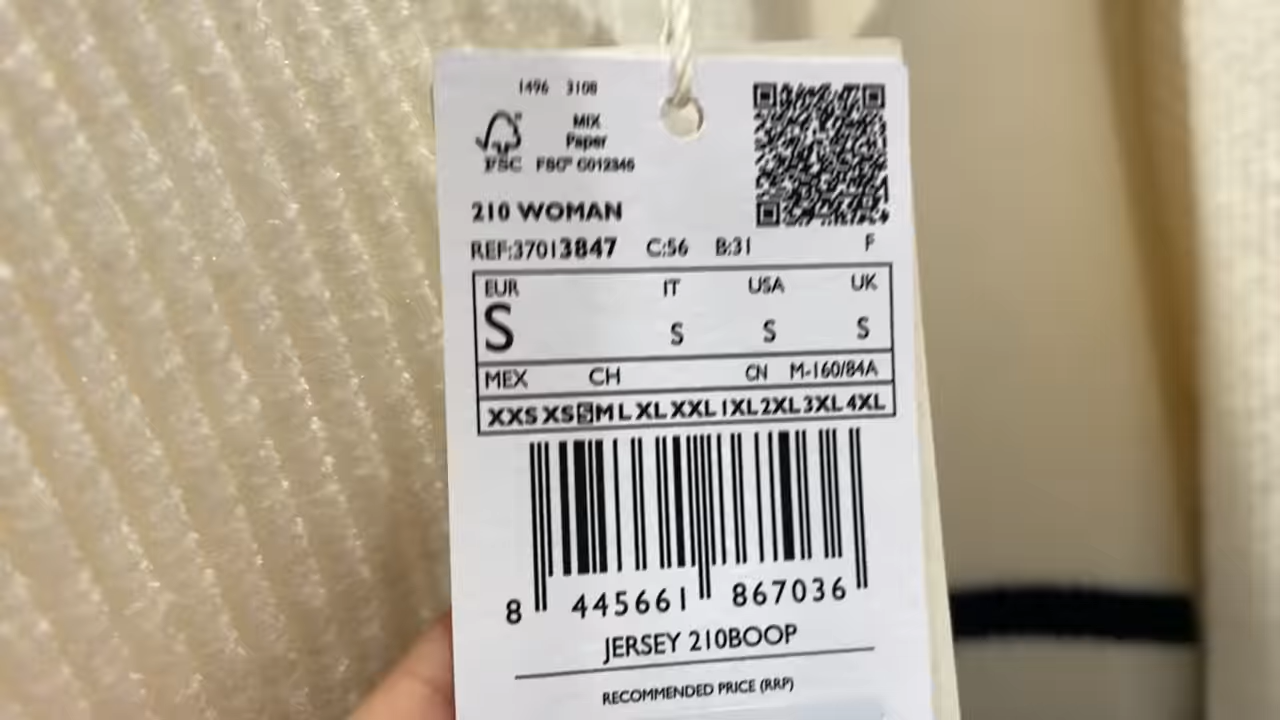 1496 3108
MIX
Paper
FSC FSC® C012345
210 WOMAN
REF:37013847 C:56 B:31 F
EUR IT USA UK
S S S S
MEX CH CN M-160/84A
XXS XS S M L XL XXL 1XL 2XL 3XL 4XL
8 445661 867036
JERSEY 210BOOP
RECOMMENDED PRICE (RRP)